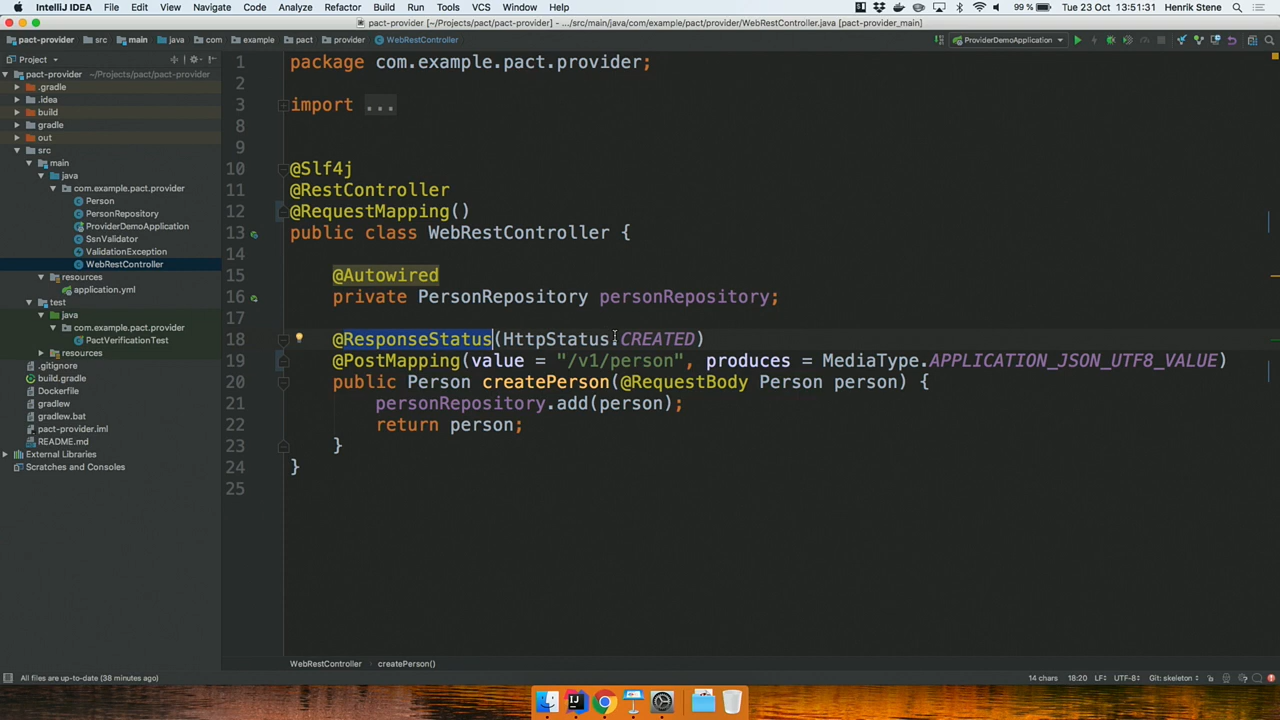 IntelliJ IDEA File Edit View Navigate Code Analyze Refactor Build Run Tools VCS Window Help 99 % Tue 23 Oct 13:51:31 Henrik Stene
pact-provider [~/Projects/pact/pact-provider] - .../src/main/java/com/example/pact/provider/WebRestController.java [pact-provider_main]
pact-provider src main java com example pact provider WebRestController ProviderDemoApplication
Project
pact-provider ~/Projects/pact/pact-provider
.gradle
.idea
build
gradle
out
src
main
java
com.example.pact.provider
Person
PersonRepository
ProviderDemoApplication
SsnValidator
ValidationException
WebRestController
resources
application.yml
test
java
com.example.pact.provider
PactVerificationTest
resources
.gitignore
build.gradle
Dockerfile
gradlew
gradlew.bat
pact-provider.iml
README.md
External Libraries
Scratches and Consoles
1 package com.example.pact.provider;
2
3 import ...
8
9
10 @Slf4j
11 @RestController
12 @RequestMapping()
13 public class WebRestController {
14
15 @Autowired
16 private PersonRepository personRepository;
17
18 @ResponseStatus(HttpStatus.CREATED)
19 @PostMapping(value = "/v1/person", produces = MediaType.APPLICATION_JSON_UTF8_VALUE)
20 public Person createPerson(@RequestBody Person person) {
21 personRepository.add(person);
22 return person;
23 }
24 }
25
WebRestController createPerson()
All files are up-to-date (38 minutes ago) 14 chars 18:20 LF÷ UTF-8÷ Git: skeleton÷